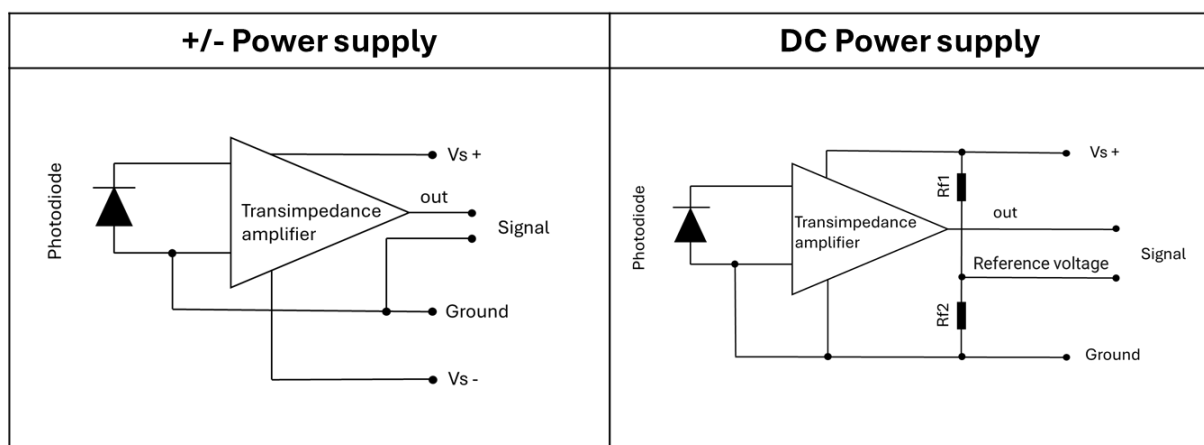 +/- Power supply
DC Power supply
Photodiode
Transimpedance
amplifier
Vs +
out
Signal
Ground
Vs -
Photodiode
Transimpedance
amplifier
Vs +
Rf1
out
Reference voltage
Signal
Rf2
Ground